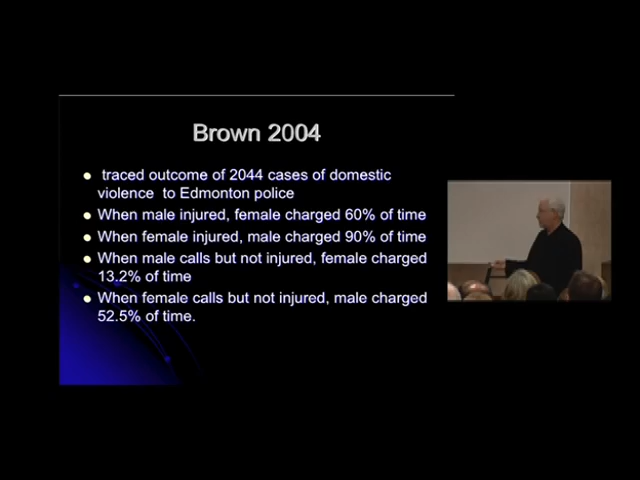 Brown 2004
traced outcome of 2044 cases of domestic
violence to Edmonton police
When male injured, female charged 60% of time
When female injured, male charged 90% of time
When male calls but not injured, female charged
13.2% of time
When female calls but not injured, male charged
52.5% of time.